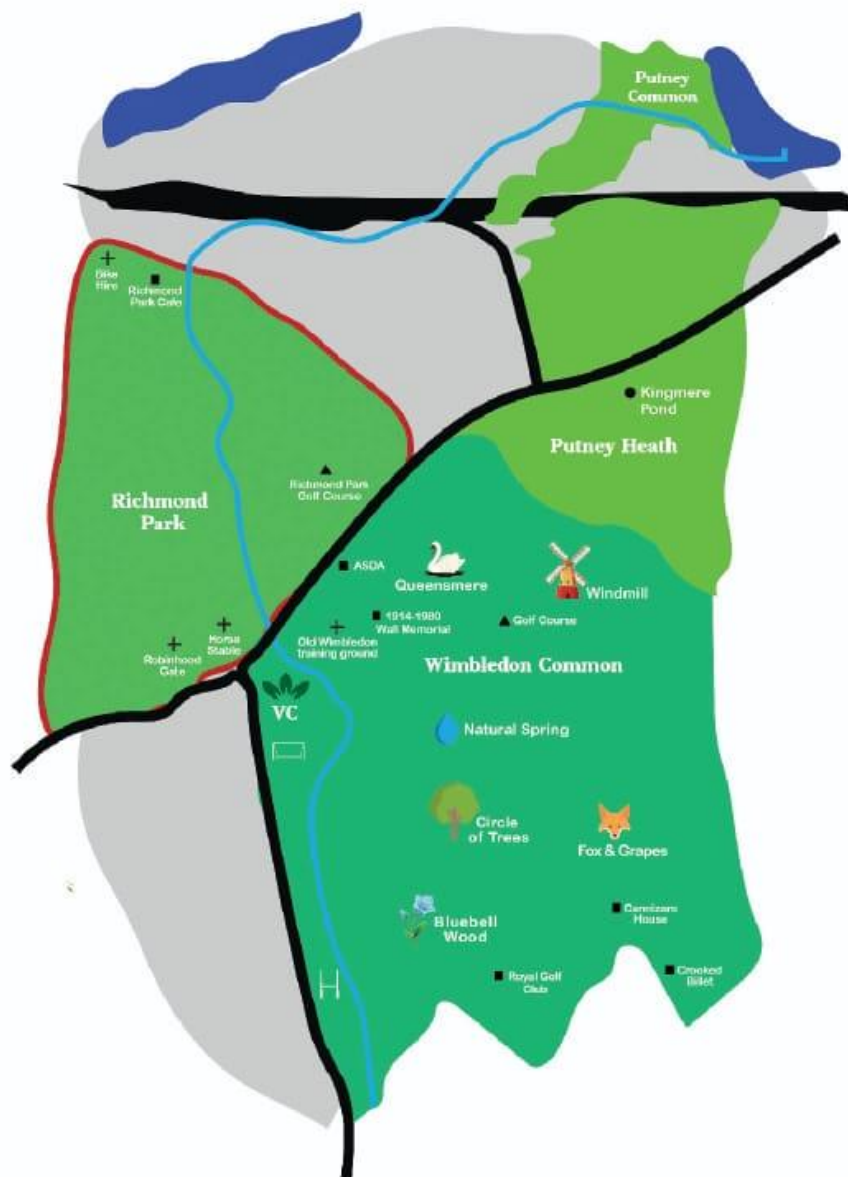 Putney
Common
Bike
Hire
Richmond
Park Cafe
Kingmere
Pond
Putney Heath
Richmond Park
Golf Course
Richmond
Park
ASDA
Queensmere
Windmill
1914-1980
Wall Memorial
Golf Course
Horse
Stable
Old Wimbledon
training ground
Robinhood
Gate
Wimbledon Common
VC
Natural Spring
Circle
of Trees
Fox & Grapes
Cannizaro
House
Bluebell
Wood
Royal Golf
Club
Crooked
Billet